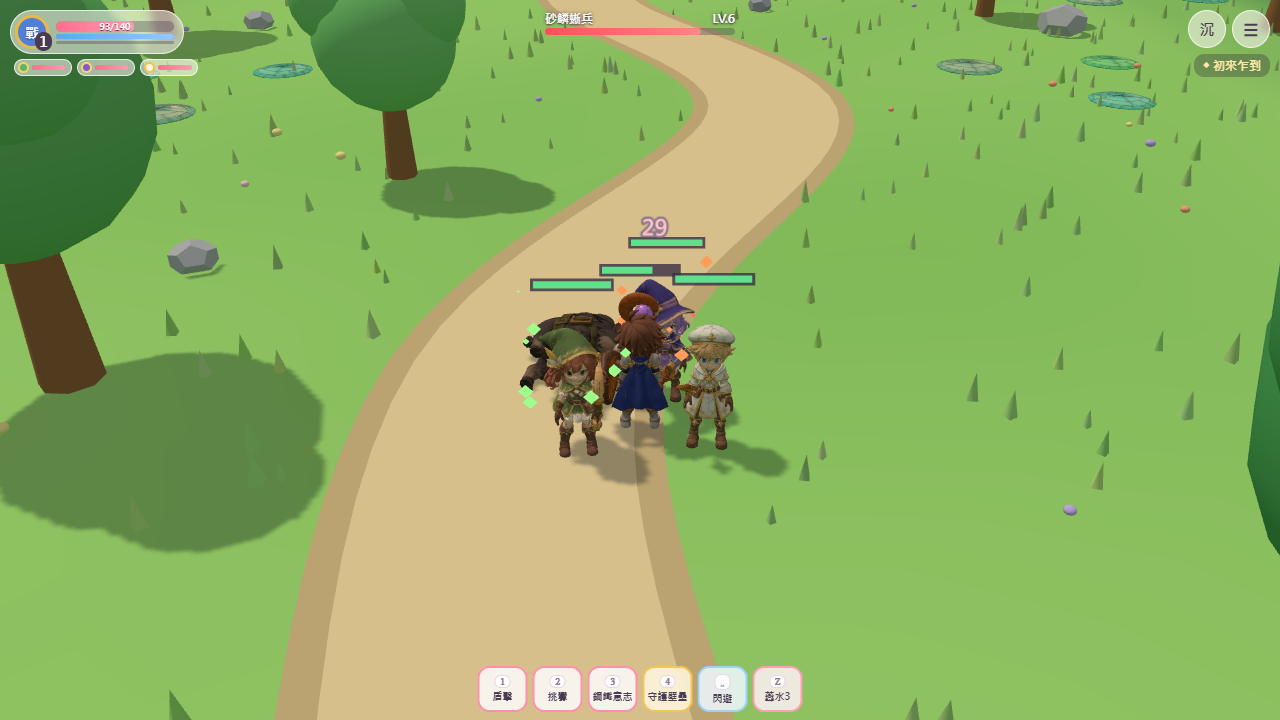 戰
1
93/140
砂鱗蜥兵 LV.6
沉
☰
初來乍到
29
1 盾擊
2 挑釁
3 鋼鐵意志
4 守護壁壘
閃避
Z 藥水3